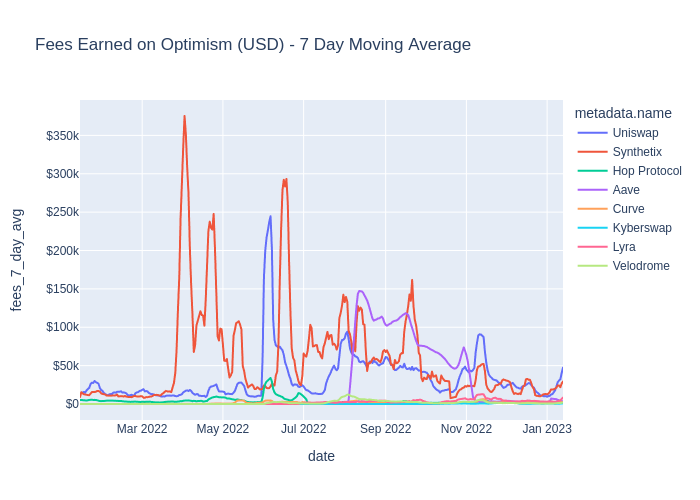 Fees Earned on Optimism (USD) - 7 Day Moving Average
metadata.name
Uniswap
Synthetix
Hop Protocol
Aave
Curve
Kyberswap
Lyra
Velodrome
fees_7_day_avg
$350k
$300k
$250k
$200k
$150k
$100k
$50k
$0
Mar 2022 May 2022 Jul 2022 Sep 2022 Nov 2022 Jan 2023
date